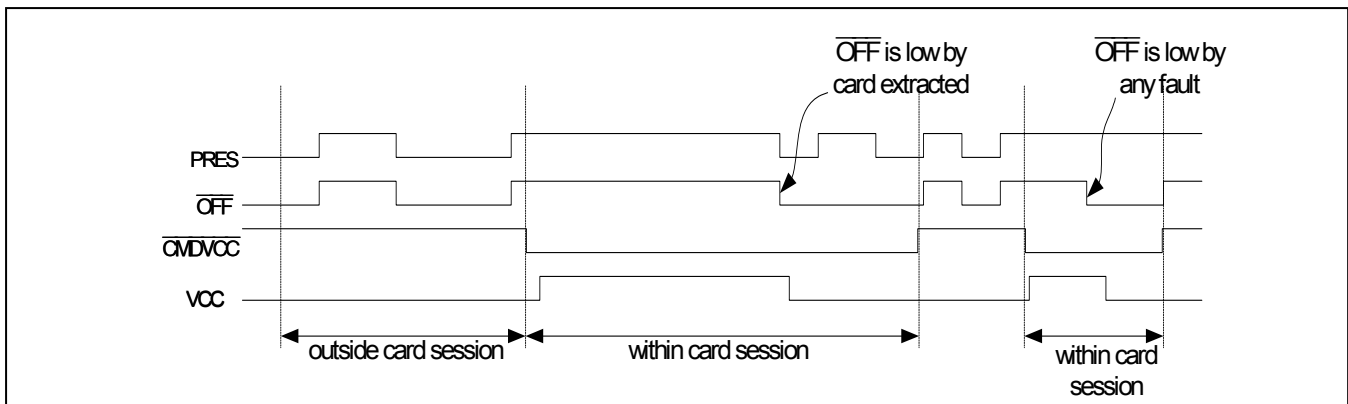 OFF is low by
card extracted
OFF is low by
any fault
PRES
OFF
CMDVCC
VCC
outside card session
within card session
within card
session